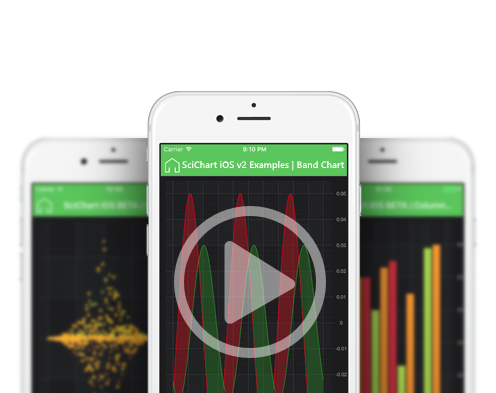 Carrier 9:10 PM
SciChart iOS v2 Examples | Band Chart
SciChart iOS BETA |
iOS BETA | Column...
0.05
0.04
0.03
0.02
0.01
0
-0.01
-0.02